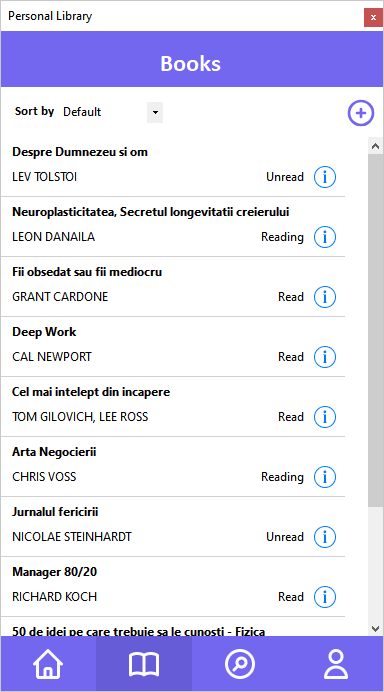 Personal Library
x
Books
Sort by Default
Despre Dumnezeu si om
LEV TOLSTOI Unread
Neuroplasticitatea, Secretul longevitatii creierului
LEON DANAILA Reading
Fii obsedat sau fii mediocru
GRANT CARDONE Read
Deep Work
CAL NEWPORT Read
Cel mai intelept din incapere
TOM GILOVICH, LEE ROSS Read
Arta Negocierii
CHRIS VOSS Reading
Jurnalul fericirii
NICOLAE STEINHARDT Unread
Manager 80/20
RICHARD KOCH Read
50 de idei pe care trebuie sa le cunosti - Fizica